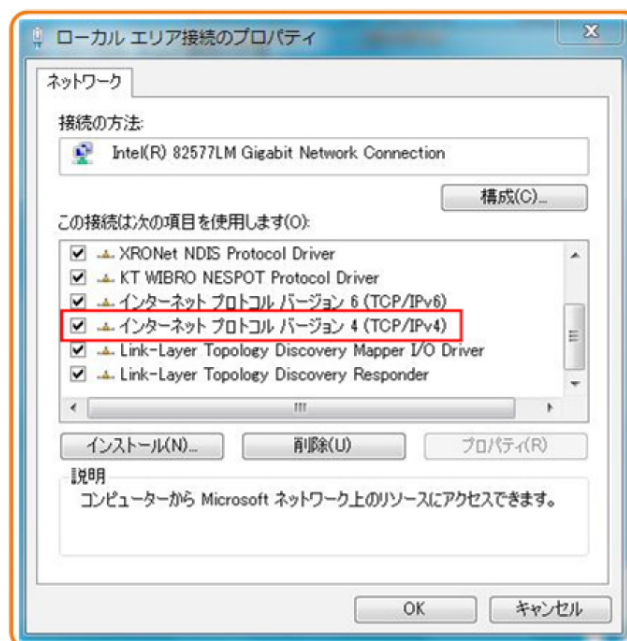 ローカル エリア接続のプロパティ
ネットワーク
接続の方法:
Intel(R) 82577LM Gigabit Network Connection
構成(C)...
この接続は次の項目を使用します(O):
XRONet NDIS Protocol Driver
KT WIBRO NESPOT Protocol Driver
インターネット プロトコル バージョン 6 (TCP/IPv6)
インターネット プロトコル バージョン 4 (TCP/IPv4)
Link-Layer Topology Discovery Mapper I/O Driver
Link-Layer Topology Discovery Responder
インストール(N)...
削除(U)
プロパティ(R)
説明
コンピューターから Microsoft ネットワーク上のリソースにアクセスできます。
OK
キャンセル